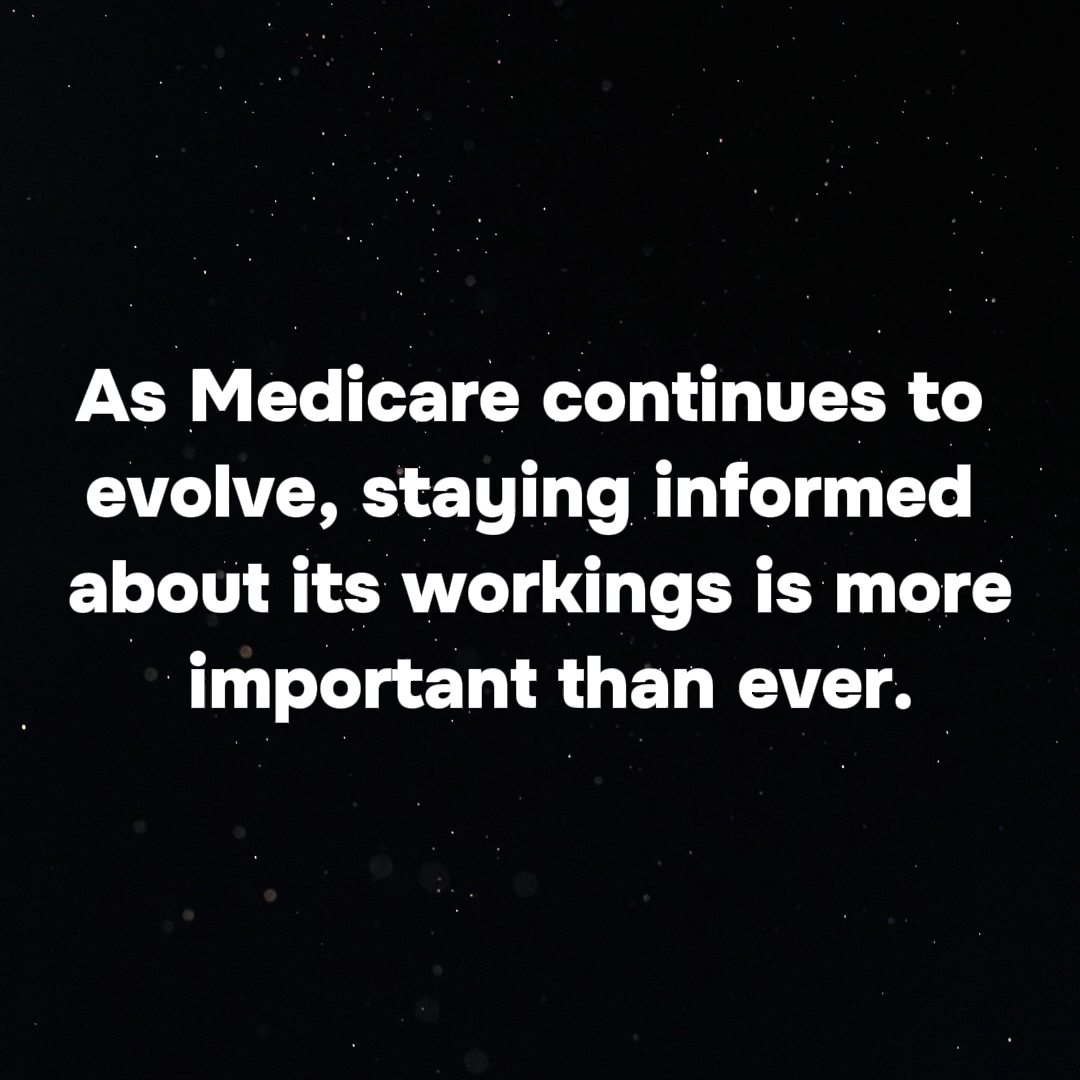 As Medicare continues to
evolve, staying informed
about its workings is more
important than ever.